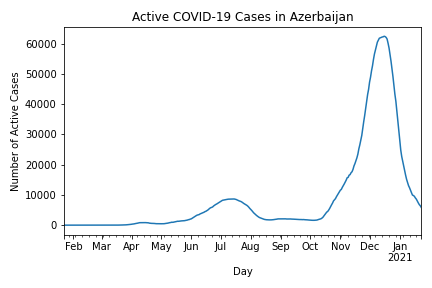 Active COVID-19 Cases in Azerbaijan
Number of Active Cases
60000
50000
40000
30000
20000
10000
0
Feb Mar Apr May Jun Jul Aug Sep Oct Nov Dec Jan
2021
Day